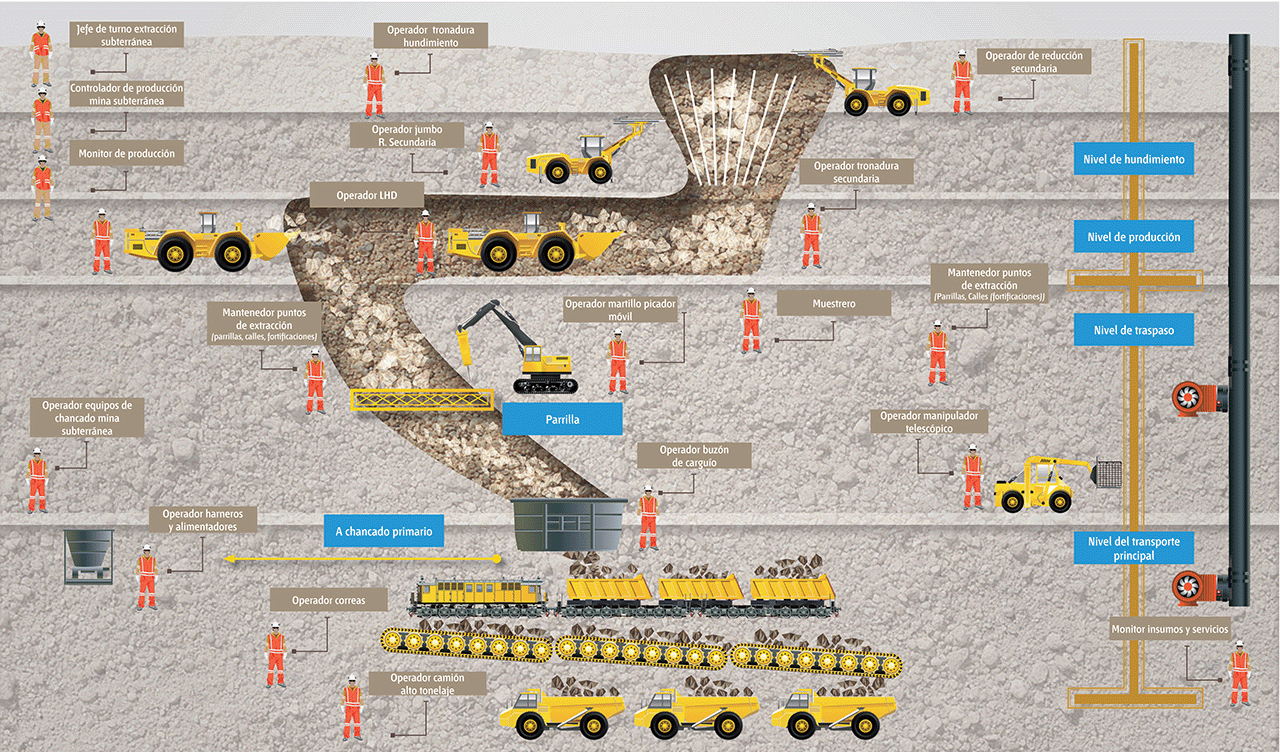 Jefe de turno extracción
subterránea
Controlador de producción
mina subterránea
Monitor de producción
Operador tronadura
hundimiento
Operador jumbo
R. Secundaria
Operador LHD
Operador de reducción
secundaria
Operador tronadura
secundaria
Nivel de hundimiento
Nivel de producción
Mantenedor puntos
de extracción
(parrillas, calles, fortificaciones)
Operador martillo picador
móvil
Muestrero
Mantenedor puntos
de extracción
(Parrillas, Calles (fortificaciones))
Nivel de traspaso
Operador equipos de
chancado mina
subterránea
Parrilla
Operador buzón
de carguío
Operador manipulador
telescópico
Operador harneros
y alimentadores
A chancado primario
Nivel del transporte
principal
Operador correas
Monitor insumos y servicios
Operador camión
alto tonelaje